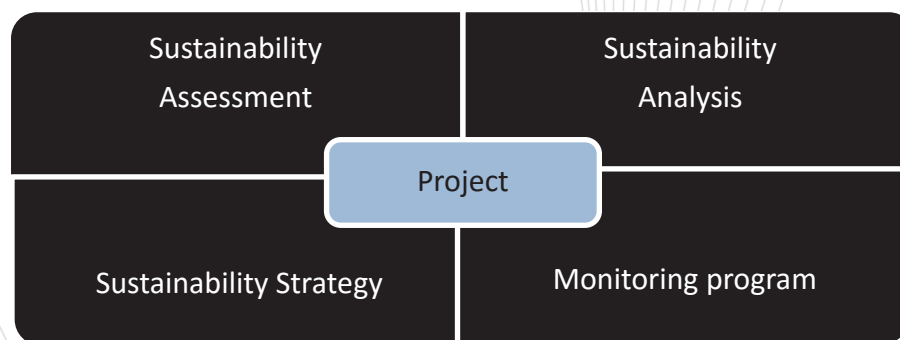 Sustainability
Assessment
Sustainability
Analysis
Project
Sustainability Strategy
Monitoring program